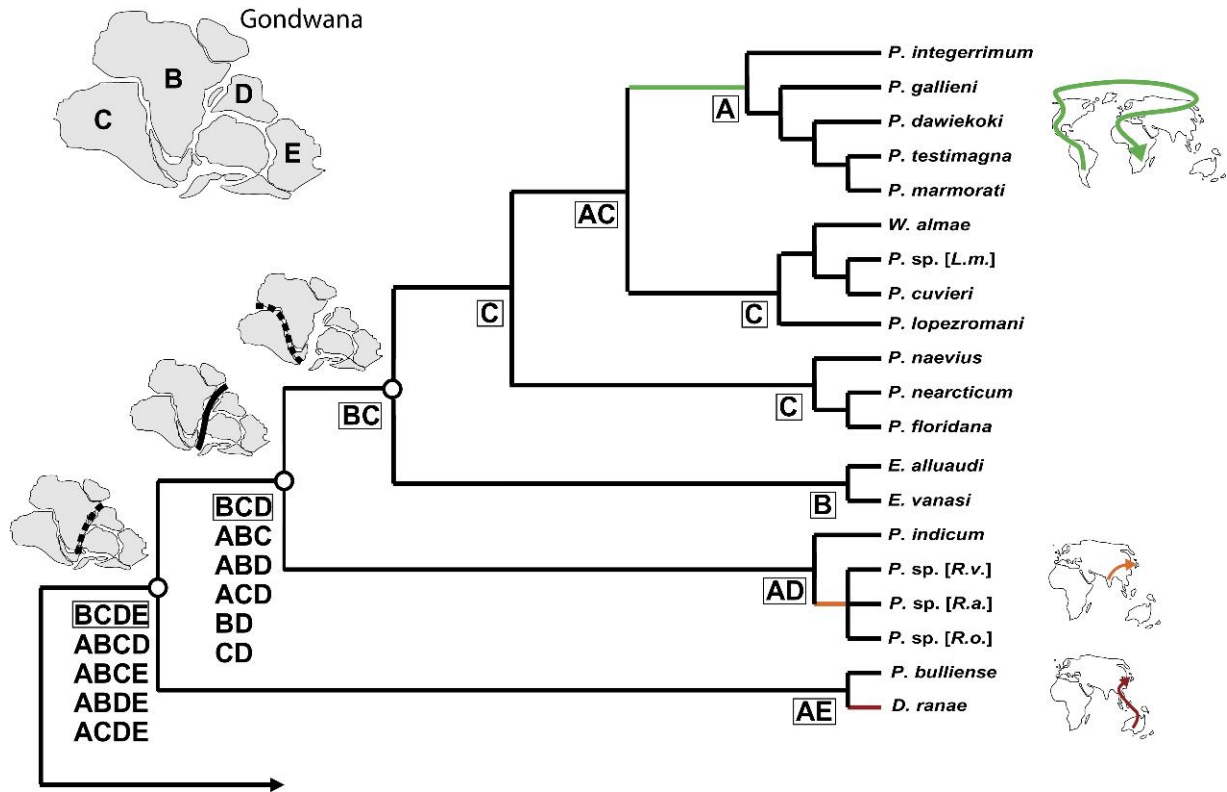 Gondwana
B
D
C
E
P. integerrimum
P. gallieni
A
P. dawiekoki
P. testimagna
P. marmorati
AC
W. almae
P. sp. [L.m.]
P. cuvieri
C
C
P. lopezromani
P. naevius
P. nearcticum
C
P. floridana
BC
E. alluaudi
B
E. vanasi
BCD
ABC
ABD
ACD
BD
CD
P. indicum
P. sp. [R.v.]
AD
P. sp. [R.a.]
P. sp. [R.o.]
BCDE
ABCD
ABCE
ABDE
ACDE
P. bulliense
AE
D. ranae